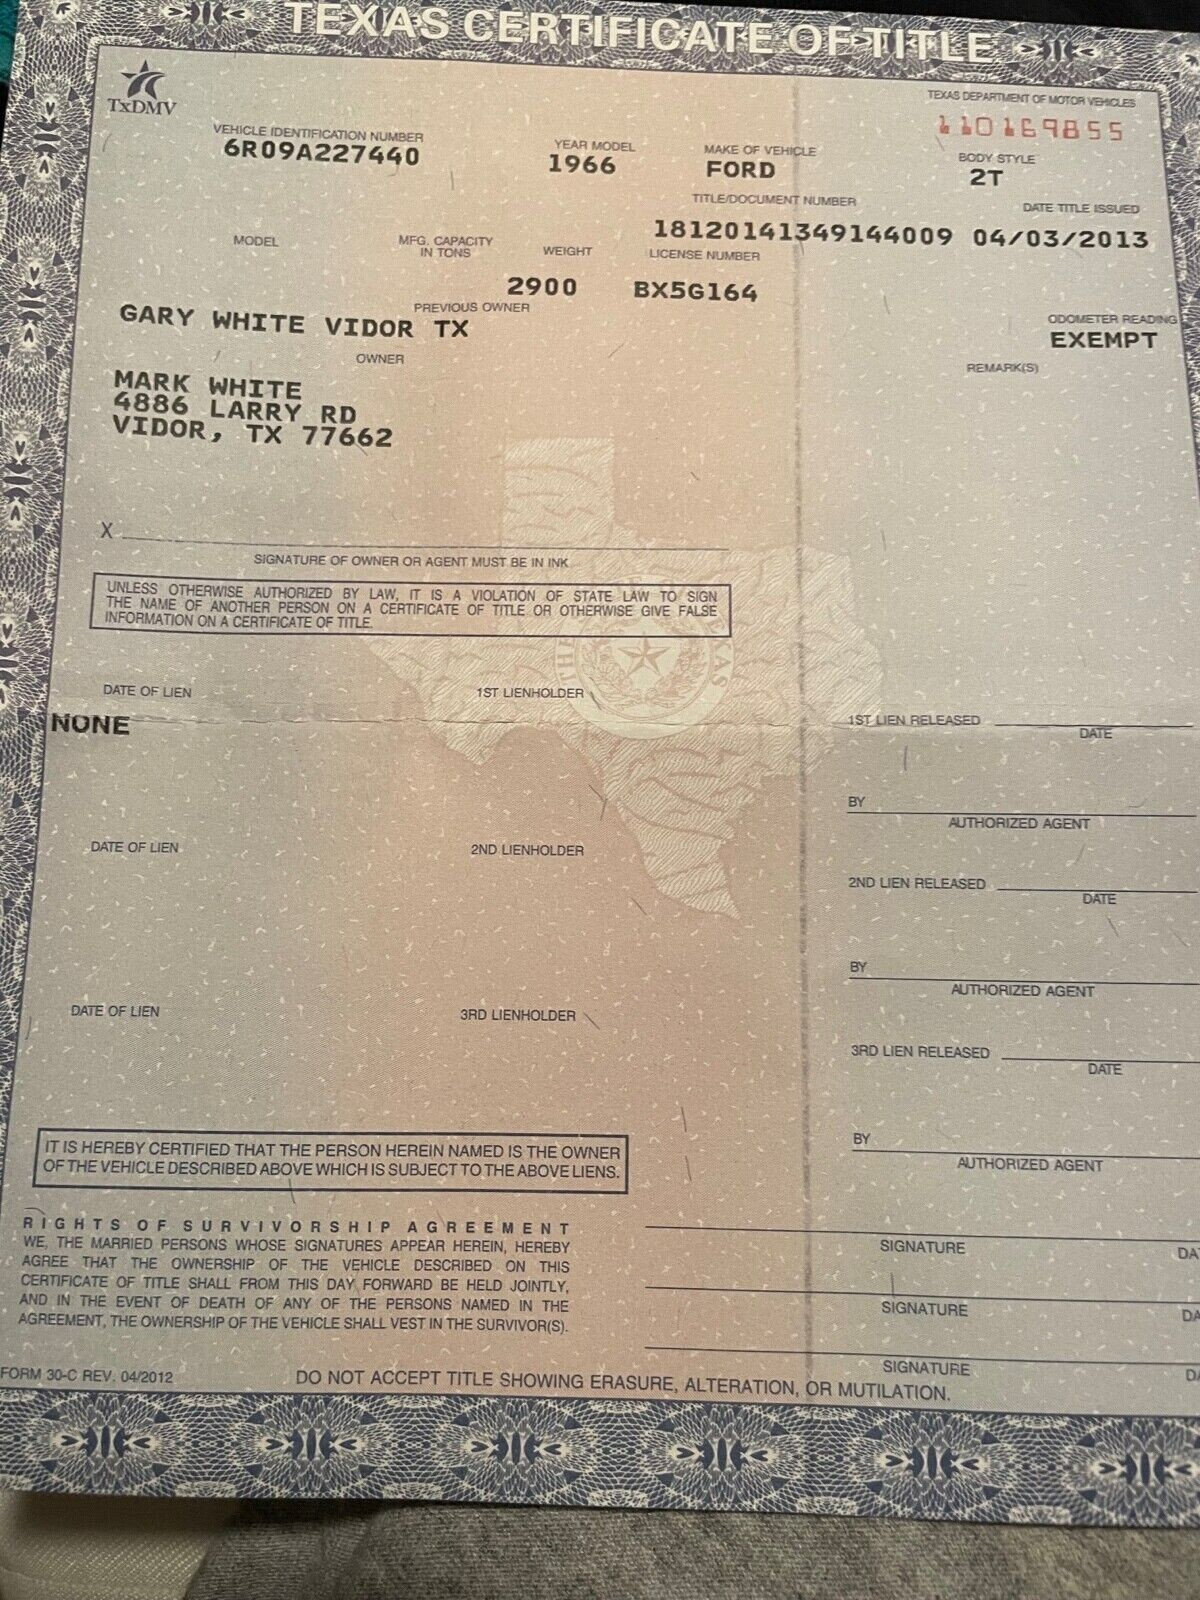 TEXAS CERTIFICATE OF TITLE
TxDMV
TEXAS DEPARTMENT OF MOTOR VEHICLES
110169855
VEHICLE IDENTIFICATION NUMBER
YEAR MODEL
MAKE OF VEHICLE
BODY STYLE
6R09A227440
1966
FORD
2T
TITLE/DOCUMENT NUMBER
DATE TITLE ISSUED
18120141349144009 04/03/2013
MODEL
MFG. CAPACITY
IN TONS
WEIGHT
LICENSE NUMBER
2900
BX5G164
PREVIOUS OWNER
GARY WHITE VIDOR TX
ODOMETER READING
EXEMPT
OWNER
REMARK(S)
MARK WHITE
4886 LARRY RD
VIDOR, TX 77662
X
SIGNATURE OF OWNER OR AGENT MUST BE IN INK
UNLESS OTHERWISE AUTHORIZED BY LAW, IT IS A VIOLATION OF STATE LAW TO SIGN
THE NAME OF ANOTHER PERSON ON A CERTIFICATE OF TITLE OR OTHERWISE GIVE FALSE
INFORMATION ON A CERTIFICATE OF TITLE.
DATE OF LIEN
1ST LIENHOLDER
NONE
1ST LIEN RELEASED
DATE
BY
AUTHORIZED AGENT
DATE OF LIEN
2ND LIENHOLDER
2ND LIEN RELEASED
DATE
BY
AUTHORIZED AGENT
DATE OF LIEN
3RD LIENHOLDER
3RD LIEN RELEASED
DATE
BY
AUTHORIZED AGENT
IT IS HEREBY CERTIFIED THAT THE PERSON HEREIN NAMED IS THE OWNER
OF THE VEHICLE DESCRIBED ABOVE WHICH IS SUBJECT TO THE ABOVE LIENS.
RIGHTS OF SURVIVORSHIP AGREEMENT
WE, THE MARRIED PERSONS WHOSE SIGNATURES APPEAR HEREIN, HEREBY
AGREE THAT THE OWNERSHIP OF THE VEHICLE DESCRIBED ON THIS
CERTIFICATE OF TITLE SHALL FROM THIS DAY FORWARD BE HELD JOINTLY,
AND IN THE EVENT OF DEATH OF ANY OF THE PERSONS NAMED IN THE
AGREEMENT, THE OWNERSHIP OF THE VEHICLE SHALL VEST IN THE SURVIVOR(S).
SIGNATURE
DA
SIGNATURE
DA
SIGNATURE
DA
FORM 30-C REV. 04/2012
DO NOT ACCEPT TITLE SHOWING ERASURE, ALTERATION, OR MUTILATION.